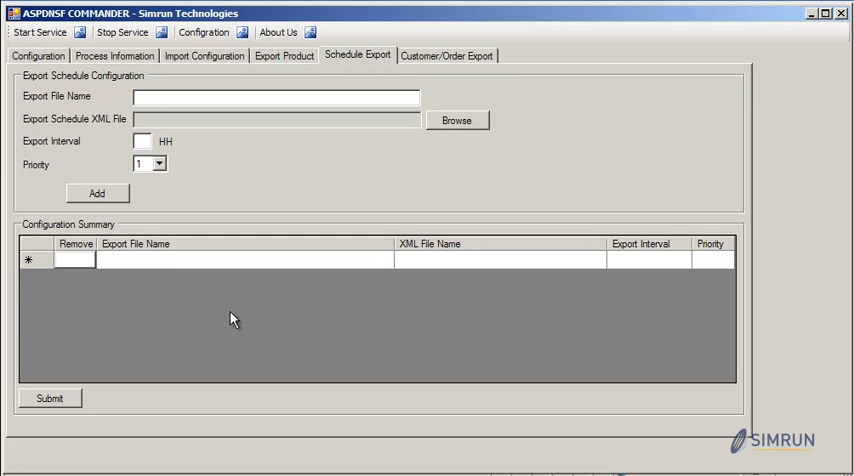 ASPDNSF COMMANDER - Simrun Technologies
Start Service Stop Service Configration About Us
Configuration Process Information Import Configuration Export Product Schedule Export Customer/Order Export
Export Schedule Configuration
Export File Name
Export Schedule XML File Browse
Export Interval HH
Priority 1
Add
Configuration Summary
Remove Export File Name XML File Name Export Interval Priority
Submit
SIMRUN